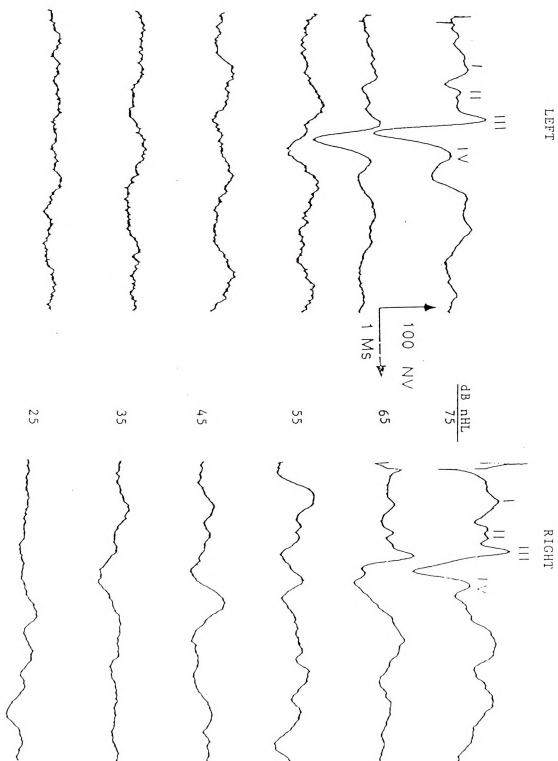 LEFT
I
II
III
IV
100 NV
1 Ms
dB nHL
75
65
55
45
35
25
RIGHT
I
II
III
IV